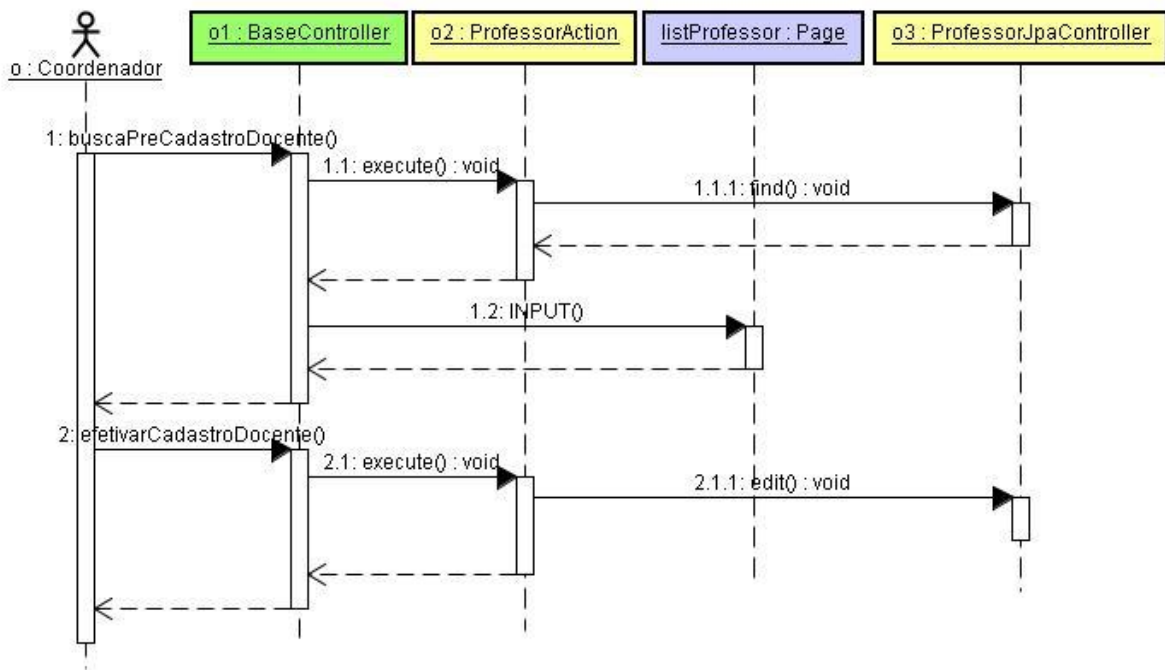 o1 : BaseController
o2 : ProfessorAction
listProfessor : Page
o3 : ProfessorJpaController
o : Coordenador
1: buscaPreCadastroDocente()
1.1: execute() : void
1.1.1: find() : void
1.2: INPUT()
2: efetivarCadastroDocente()
2.1: execute() : void
2.1.1: edit() : void